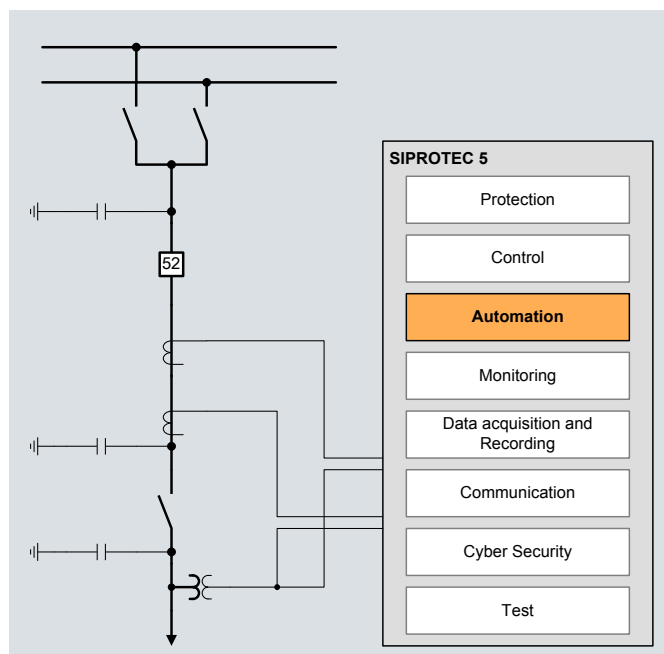 SIPROTEC 5
Protection
Control
52
Automation
Monitoring
Data acquisition and
Recording
Communication
Cyber Security
Test